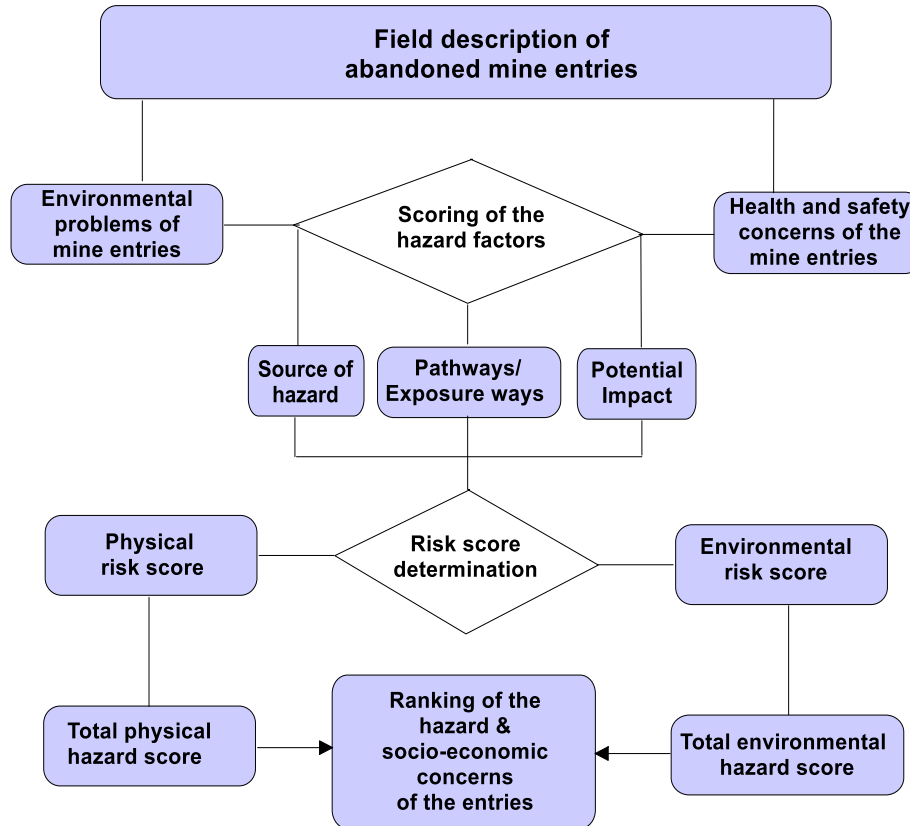 Field description of
abandoned mine entries
Environmental
problems of
mine entries
Scoring of the
hazard factors
Health and safety
concerns of the
mine entries
Source of
hazard
Pathways/
Exposure ways
Potential
Impact
Physical
risk score
Risk score
determination
Environmental
risk score
Total physical
hazard score
Ranking of the
hazard &
socio-economic
concerns
of the entries
Total environmental
hazard score